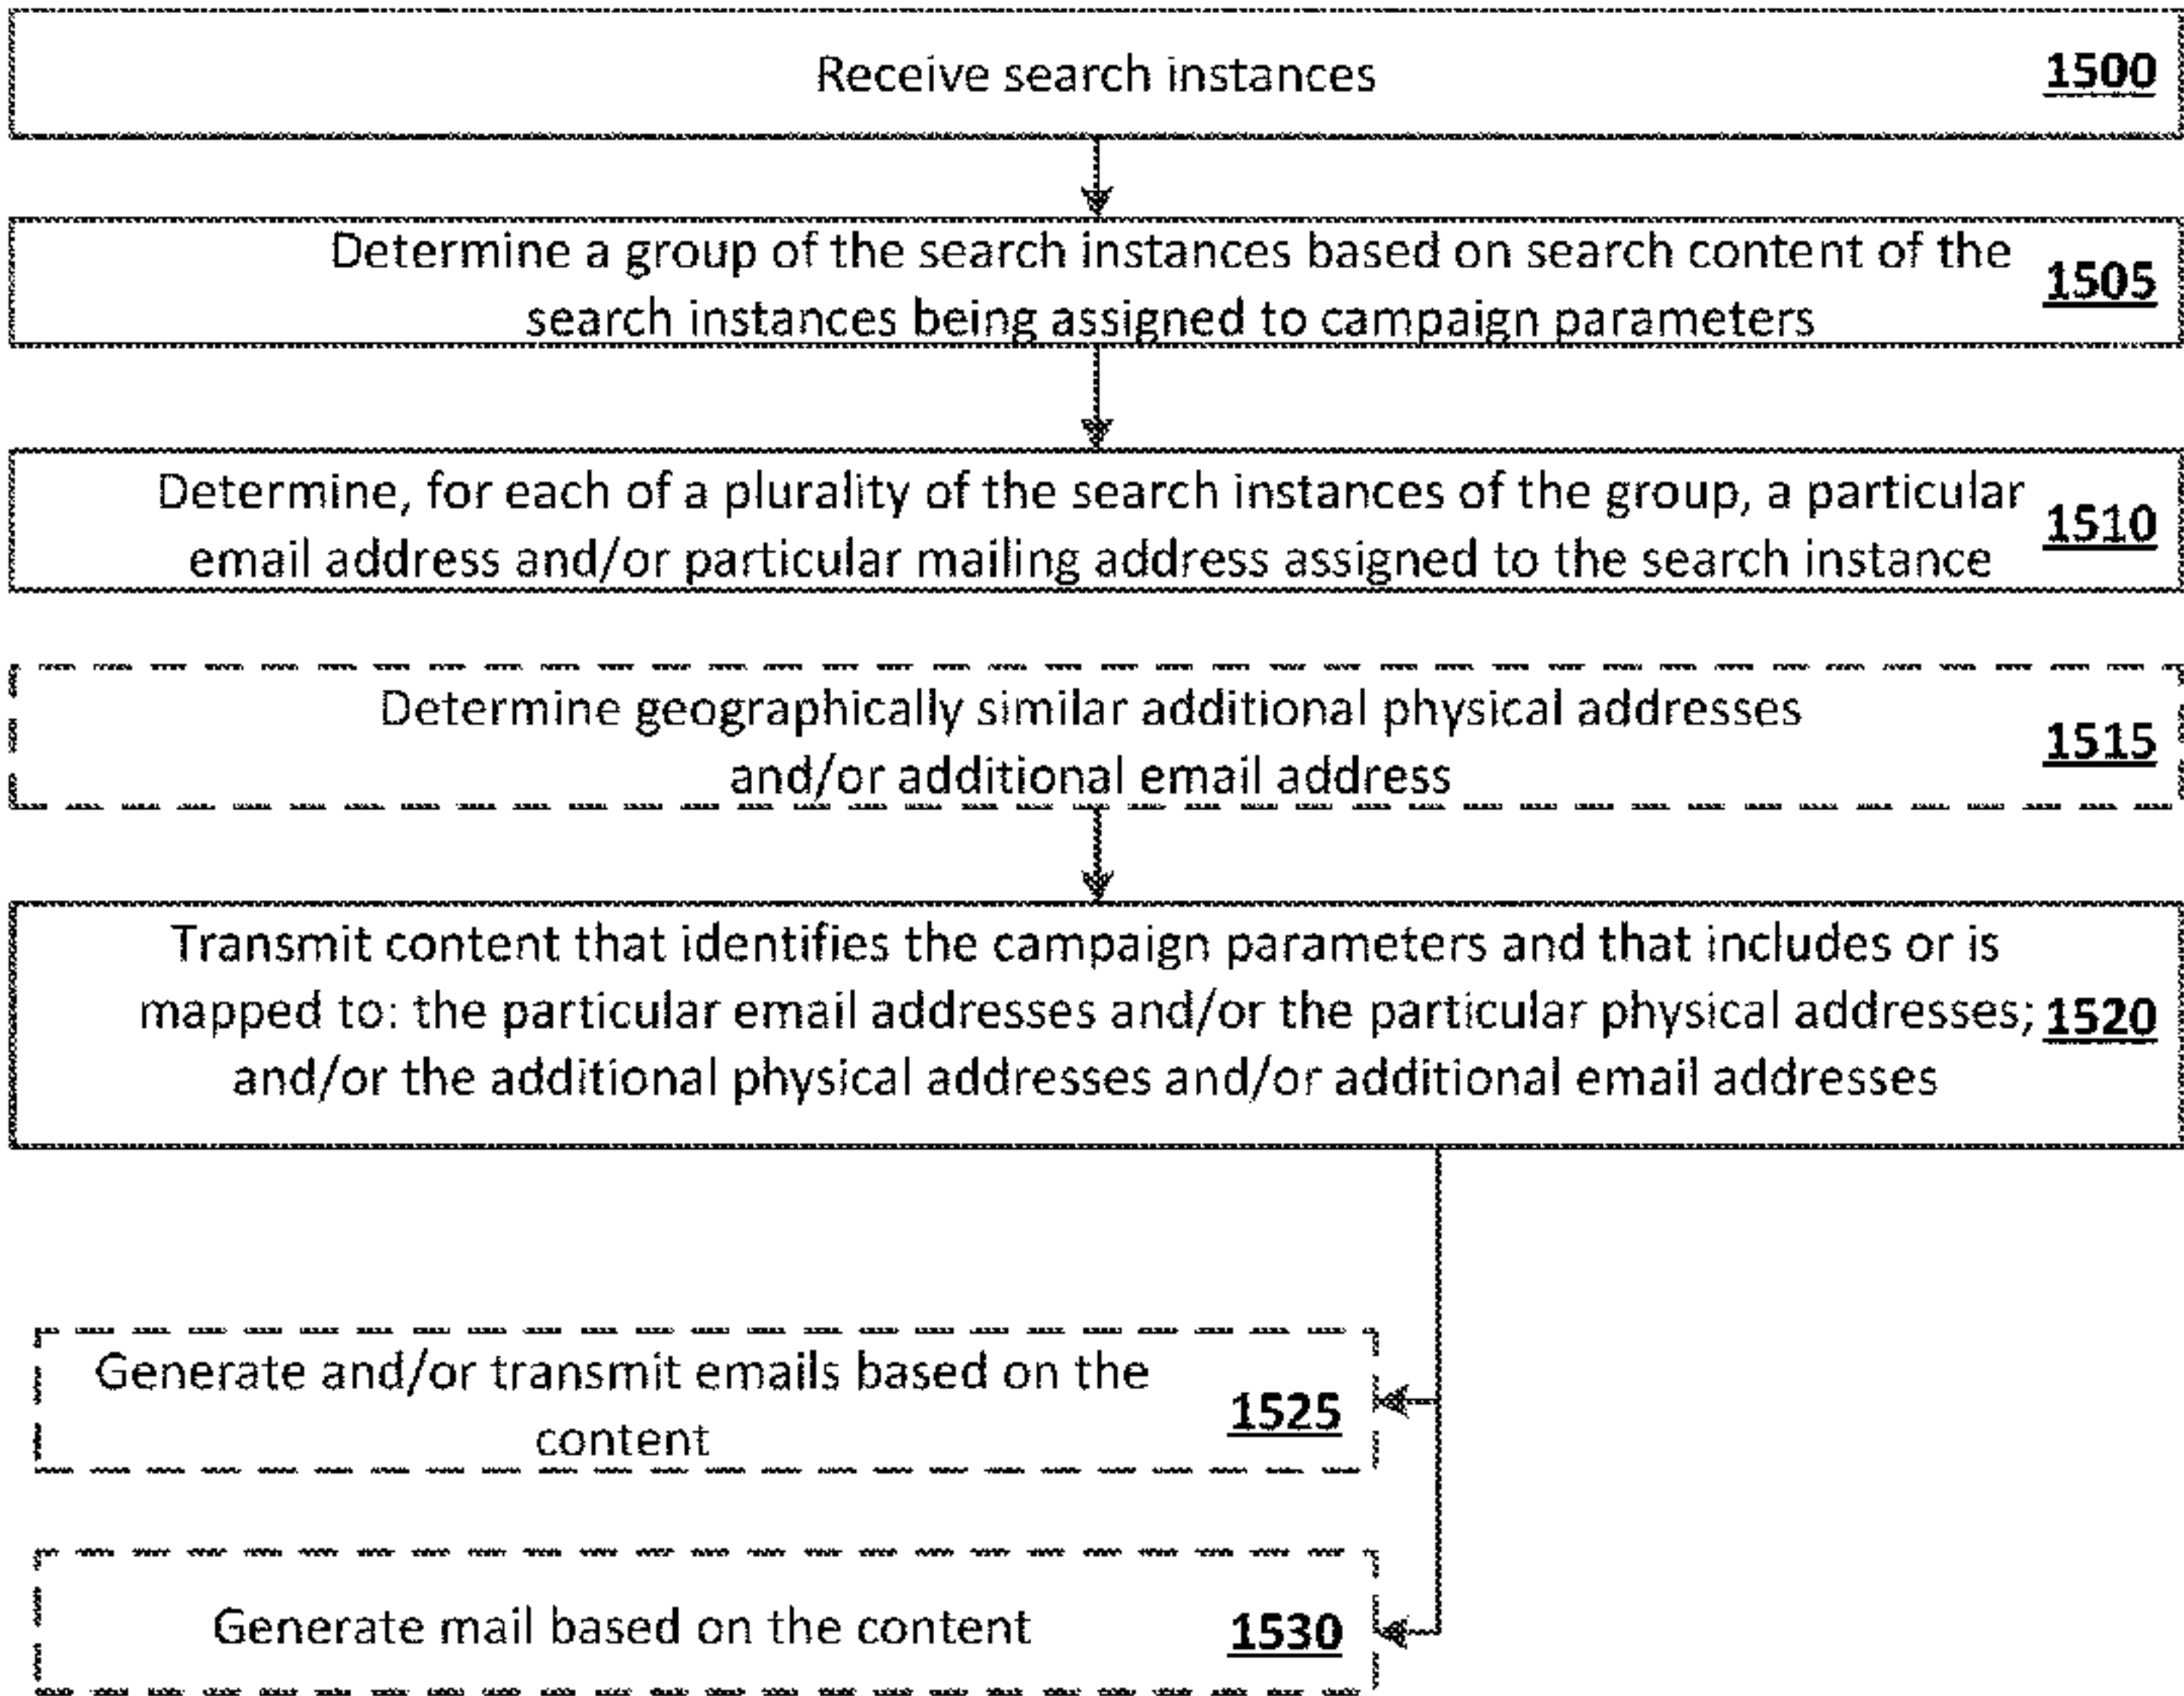 Receive search instances 1500
Determine a group of the search instances based on search content of the
search instances being assigned to campaign parameters
1505
Determine, for each of a plurality of the search instances of the group, a particular
email address and/or particular mailing address assigned to the search instance
1510
Determine geographically similar additional physical addresses
and/or additional email address
1515
Transmit content that identifies the campaign parameters and that includes or is
mapped to: the particular email addresses and/or the particular physical addresses; 1520
and/or the additional physical addresses and/or additional email addresses
Generate and/or transmit emails based on the
content
1525
Generate mail based on the content 1530